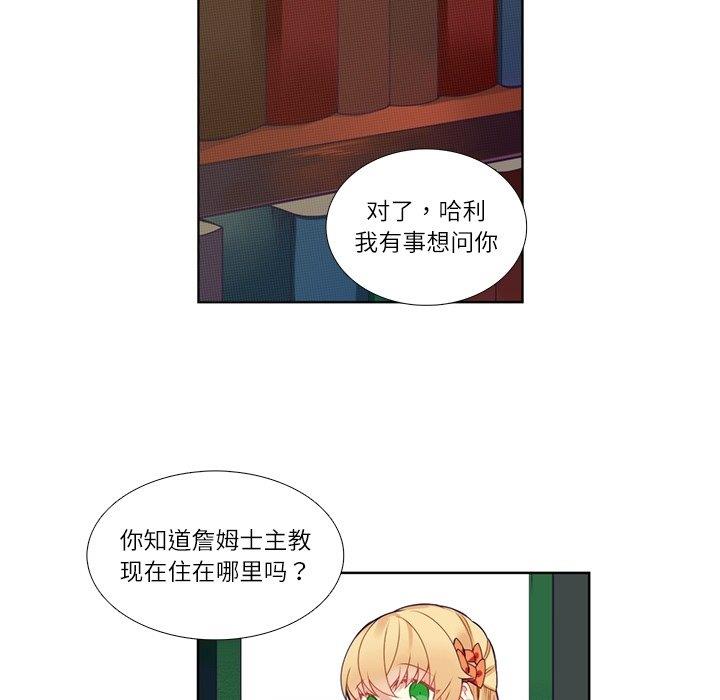 对了，哈利
我有事想问你
你知道詹姆士主教
现在住在哪里吗？